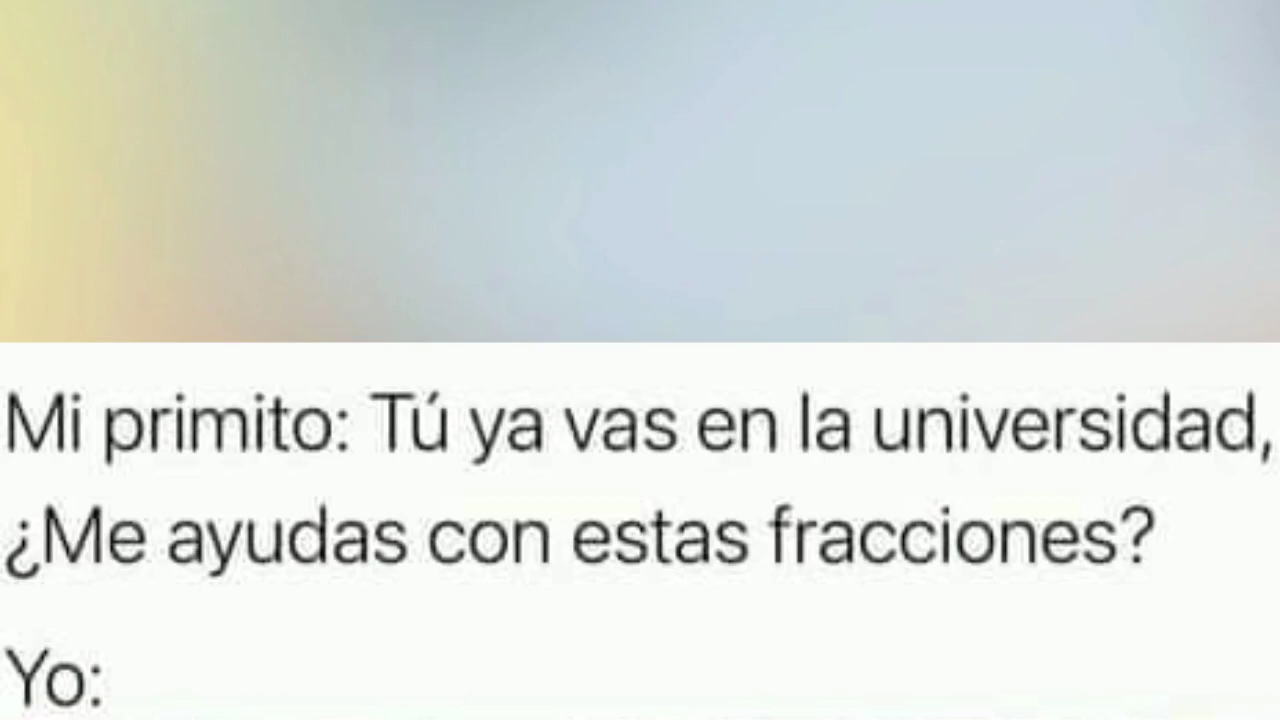 Mi primito: Tú ya vas en la universidad,
¿Me ayudas con estas fracciones?
Yo: